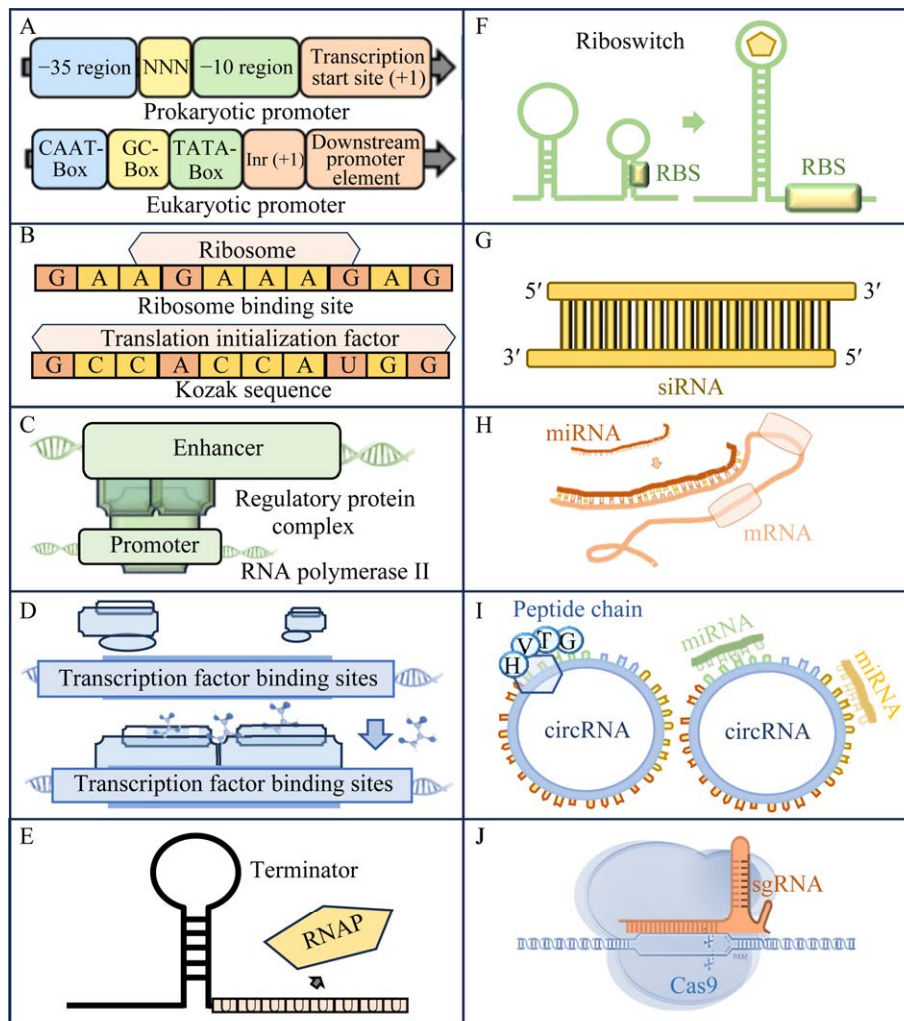 A
−35 region
NNN
−10 region
Transcription
start site (+1)
Prokaryotic promoter
CAAT-
Box
GC-
Box
TATA-
Box
Inr (+1)
Downstream
promoter
element
Eukaryotic promoter
B
Ribosome
G A A G A A A G A G
Ribosome binding site
Translation initialization factor
G C C A C C A U G G
Kozak sequence
C
Enhancer
Regulatory protein
complex
Promoter
RNA polymerase II
D
Transcription factor binding sites
Transcription factor binding sites
E
Terminator
RNAP
U U U U U U U U
F
Riboswitch
RBS
RBS
G
5′
3′
3′
5′
siRNA
H
miRNA
mRNA
I
Peptide chain
H V T G
circRNA
miRNA
miRNA
circRNA
J
sgRNA
PAM
Cas9